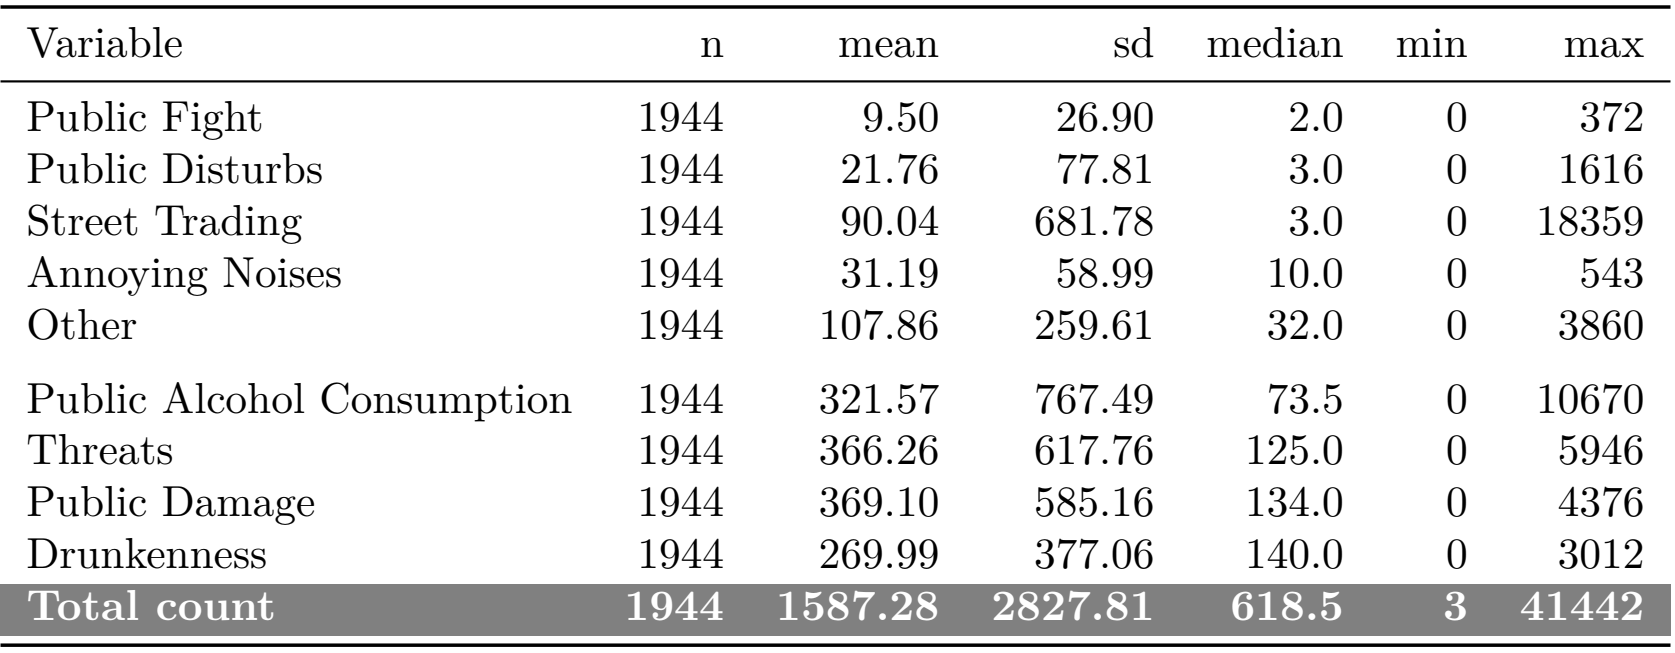 Variable n mean sd median min max
Public Fight 1944 9.50 26.90 2.0 0 372
Public Disturbs 1944 21.76 77.81 3.0 0 1616
Street Trading 1944 90.04 681.78 3.0 0 18359
Annoying Noises 1944 31.19 58.99 10.0 0 543
Other 1944 107.86 259.61 32.0 0 3860
Public Alcohol Consumption 1944 321.57 767.49 73.5 0 10670
Threats 1944 366.26 617.76 125.0 0 5946
Public Damage 1944 369.10 585.16 134.0 0 4376
Drunkenness 1944 269.99 377.06 140.0 0 3012
Total count 1944 1587.28 2827.81 618.5 3 41442